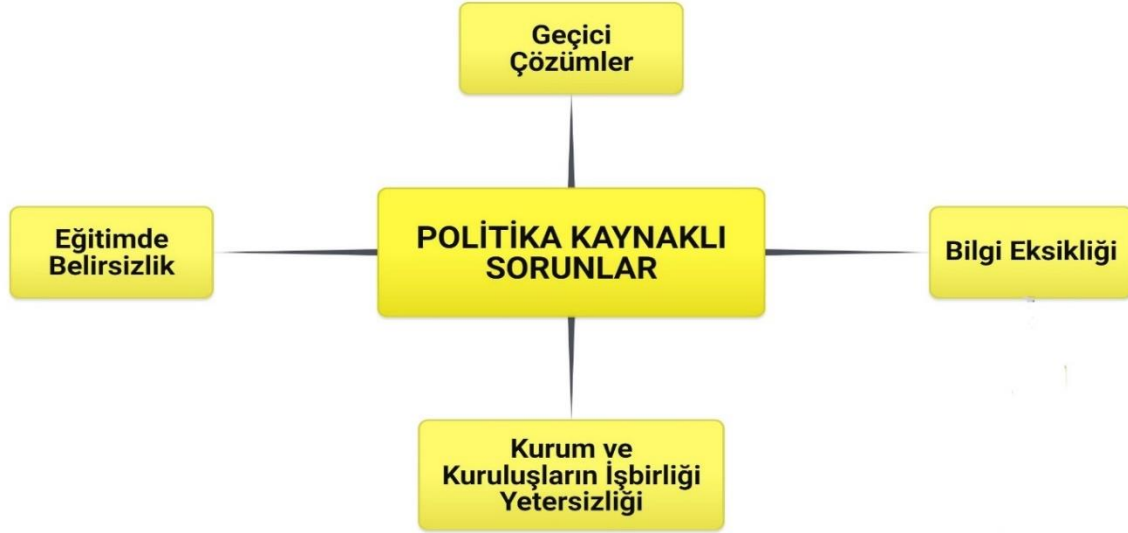 Geçici
Çözümler
Eğitimde
Belirsizlik
POLİTİKA KAYNAKLI
SORUNLAR
Bilgi Eksikliği
Kurum ve
Kuruluşların İşbirliği
Yetersizliği